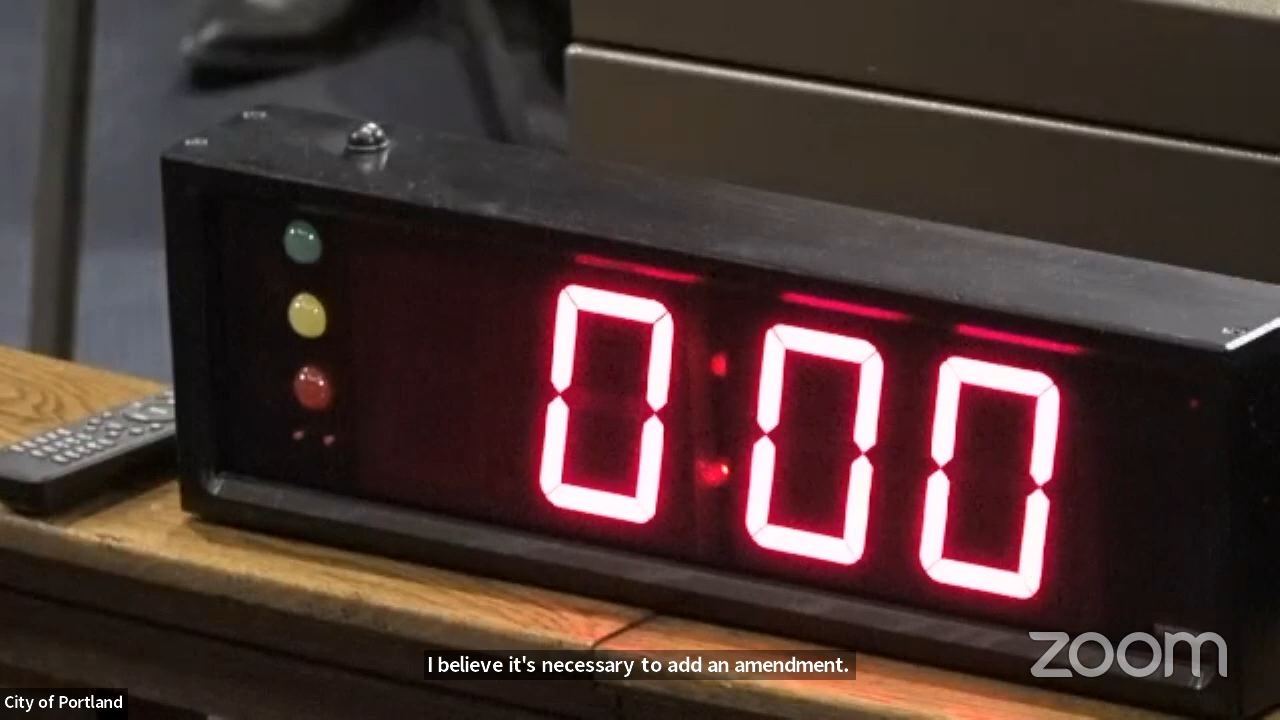 0:00
I believe it's necessary to add an amendment.
zoom
City of Portland